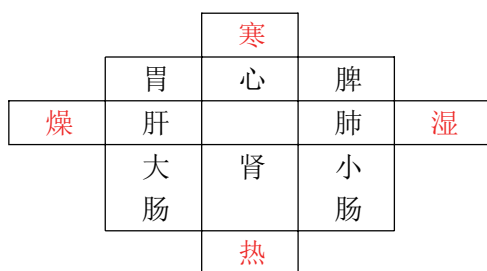 寒
胃 心 脾
燥 肝 肺 湿
大 肾 小
肠 肠
热